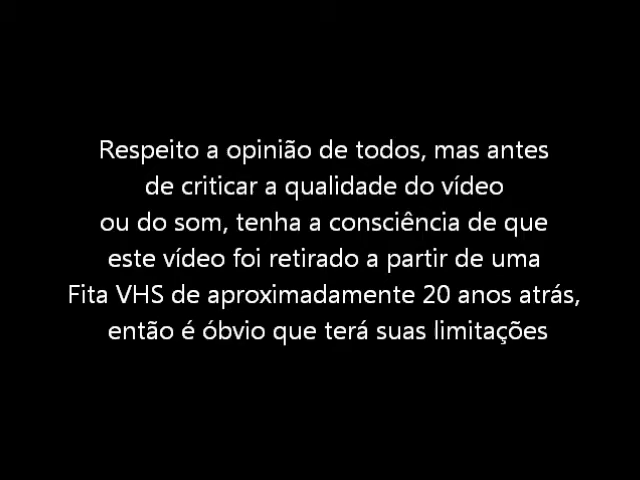 Respeito a opinião de todos, mas antes
de criticar a qualidade do vídeo
ou do som, tenha a consciência de que
este vídeo foi retirado a partir de uma
Fita VHS de aproximadamente 20 anos atrás,
então é óbvio que terá suas limitações